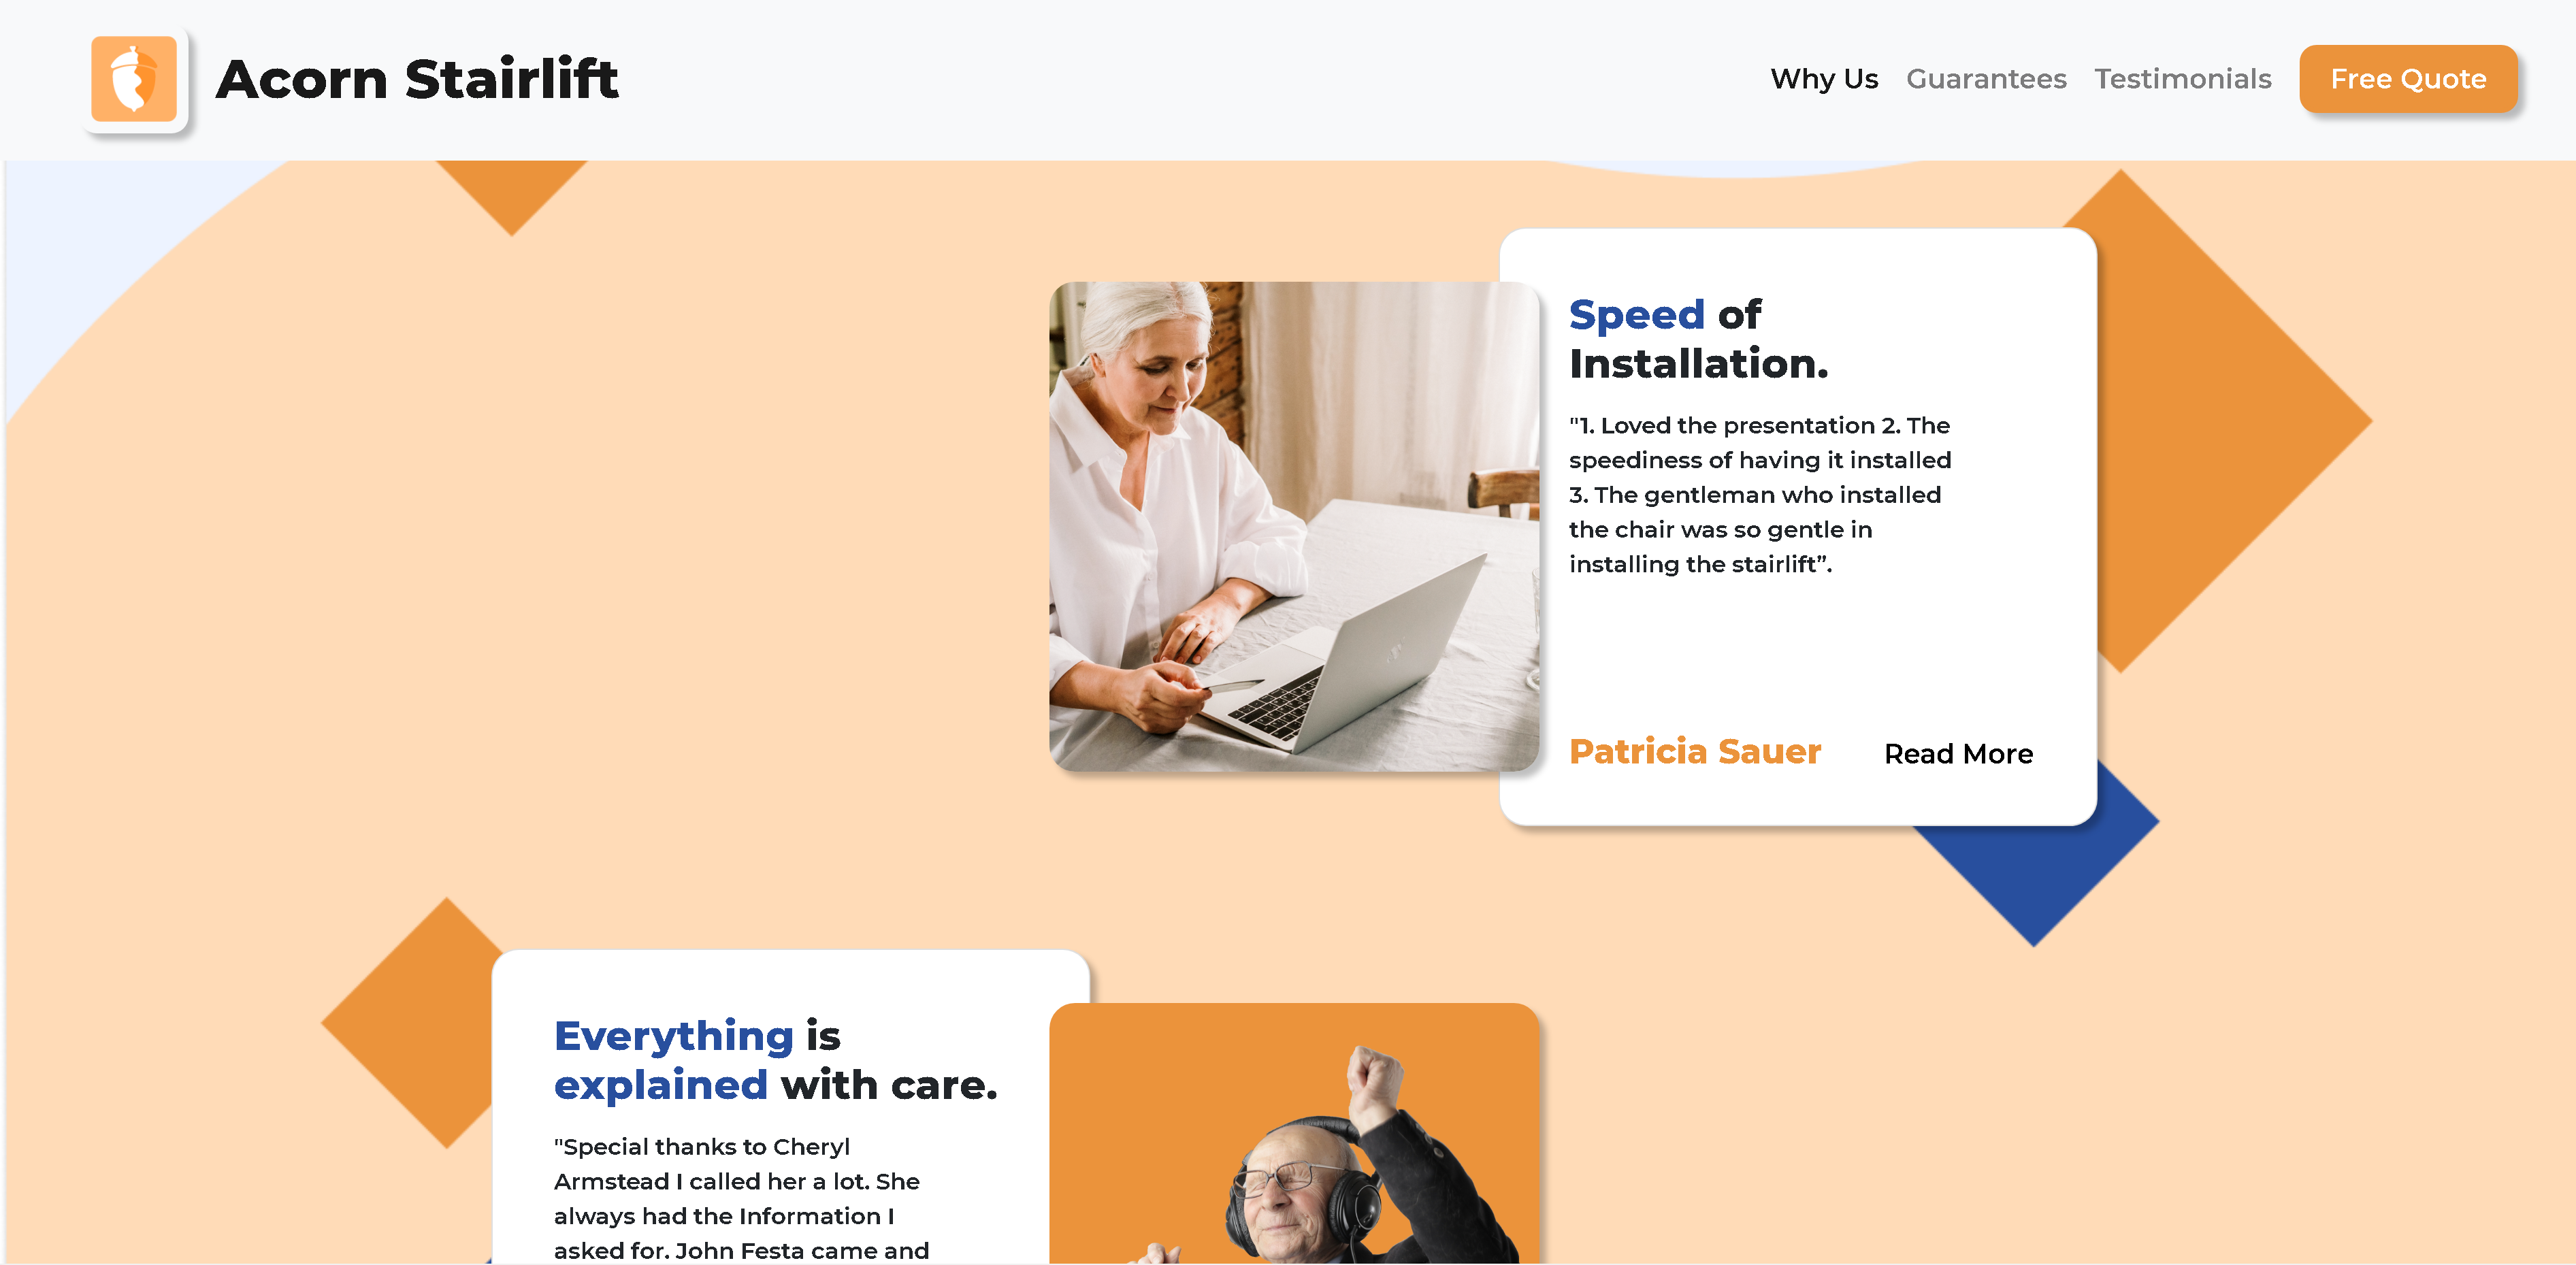 Acorn Stairlift
Why Us
Guarantees
Testimonials
Free Quote
Speed of
Installation.
"1. Loved the presentation 2. The
speediness of having it installed
3. The gentleman who installed
the chair was so gentle in
installing the stairlift”.
Patricia Sauer
Read More
Everything is
explained with care.
"Special thanks to Cheryl
Armstead I called her a lot. She
always had the Information I
asked for. John Festa came and